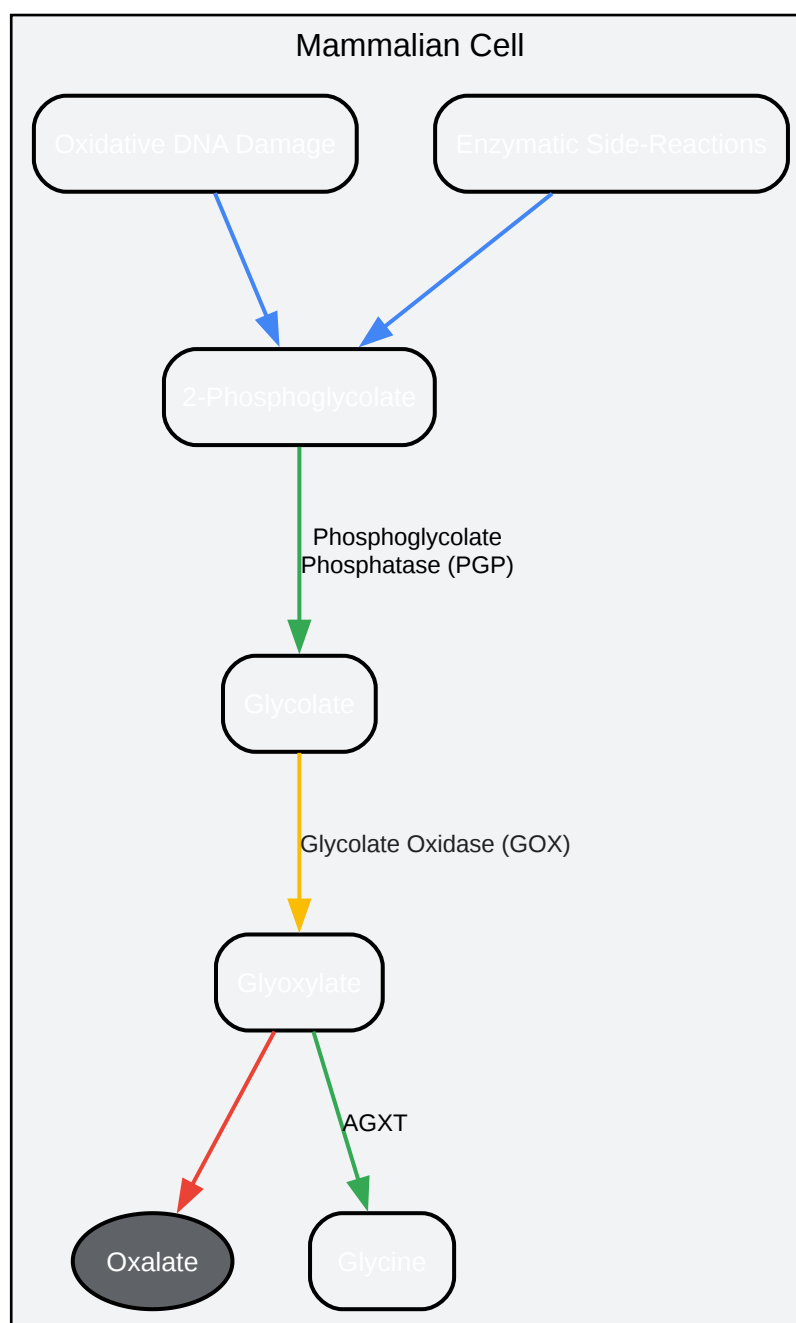 Mammalian Cell
Oxidative DNA Damage
Enzymatic Side-Reactions
2-Phosphoglycolate
Phosphoglycolate
Phosphatase (PGP)
Glycolate
Glycolate Oxidase (GOX)
Glyoxylate
AGXT
Oxalate
Glycine